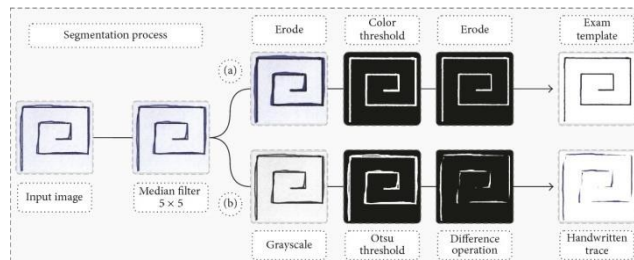 Segmentation process
Erode
Color
threshold
Erode
Exam
template
(a)
Input image
Median filter
5 × 5
(b)
Grayscale
Otsu
threshold
Difference
operation
Handwritten
trace